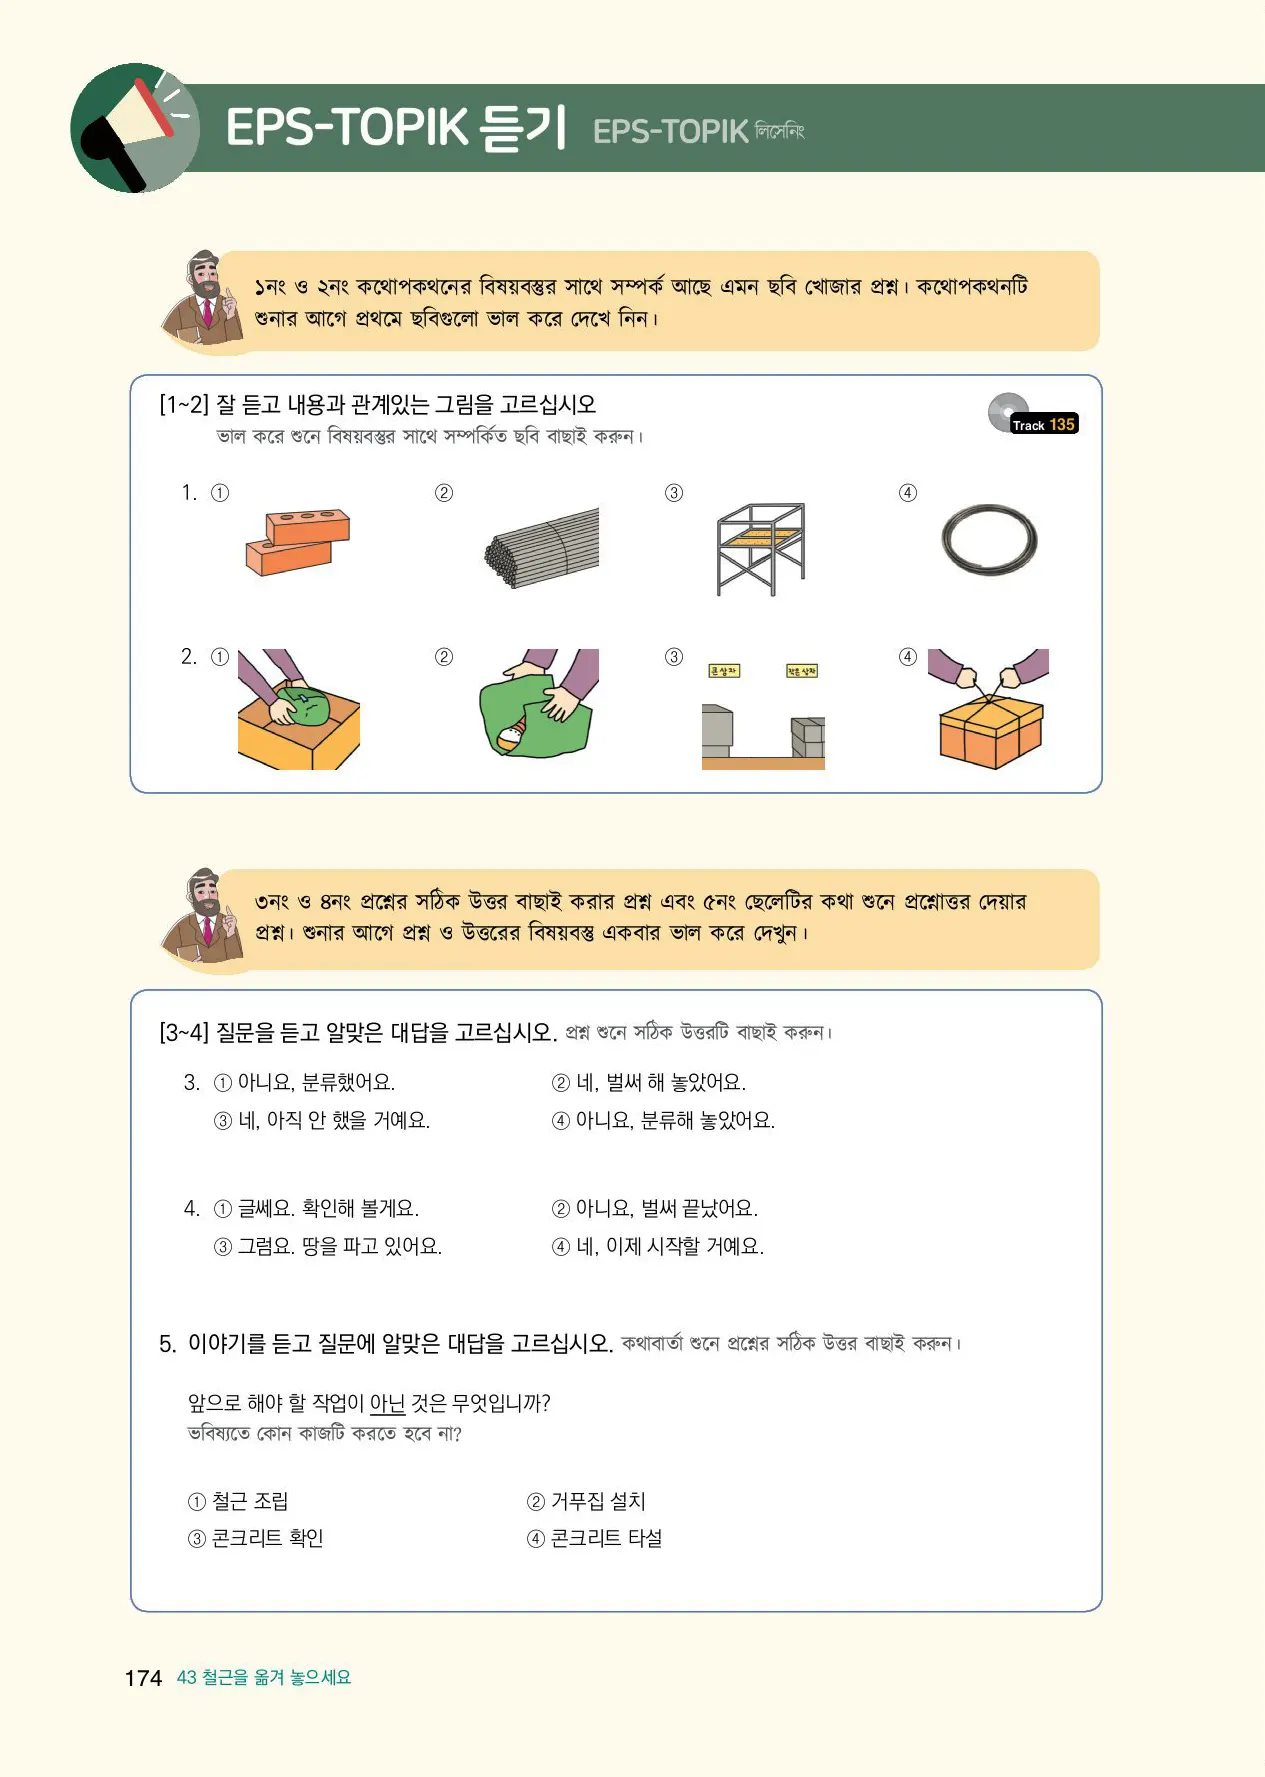 EPS-TOPIK 듣기 EPS-TOPIK লিসেনিং
১নং ও ২নং কথোপকথনের বিষয়বস্তুর সাথে সম্পর্ক আছে এমন ছবি খোজার প্রশ্ন। কথোপকথনটি
শুনার আগে প্রথমে ছবিগুলো ভাল করে দেখে নিন।
[1~2] 잘 듣고 내용과 관계있는 그림을 고르십시오
ভাল করে শুনে বিষয়বস্তুর সাথে সম্পর্কিত ছবি বাছাই করুন।
Track 135
1. ① ② ③ ④
2. ① ② ③ ④
큰 상자 작은 상자
৩নং ও ৪নং প্রশ্নের সঠিক উত্তর বাছাই করার প্রশ্ন এবং ৫নং ছেলেটির কথা শুনে প্রশ্নোত্তর দেয়ার
প্রশ্ন। শুনার আগে প্রশ্ন ও উত্তরের বিষয়বস্তু একবার ভাল করে দেখুন।
[3~4] 질문을 듣고 알맞은 대답을 고르십시오. প্রশ্ন শুনে সঠিক উত্তরটি বাছাই করুন।
3. ① 아니요, 분류했어요. ② 네, 벌써 해 놓았어요.
③ 네, 아직 안 했을 거예요. ④ 아니요, 분류해 놓았어요.
4. ① 글쎄요. 확인해 볼게요. ② 아니요, 벌써 끝났어요.
③ 그럼요. 땅을 파고 있어요. ④ 네, 이제 시작할 거예요.
5. 이야기를 듣고 질문에 알맞은 대답을 고르십시오. কথাবার্তা শুনে প্রশ্নের সঠিক উত্তর বাছাই করুন।
앞으로 해야 할 작업이 아닌 것은 무엇입니까?
ভবিষ্যতে কোন কাজটি করতে হবে না?
① 철근 조립 ② 거푸집 설치
③ 콘크리트 확인 ④ 콘크리트 타설
174 43 철근을 옮겨 놓으세요